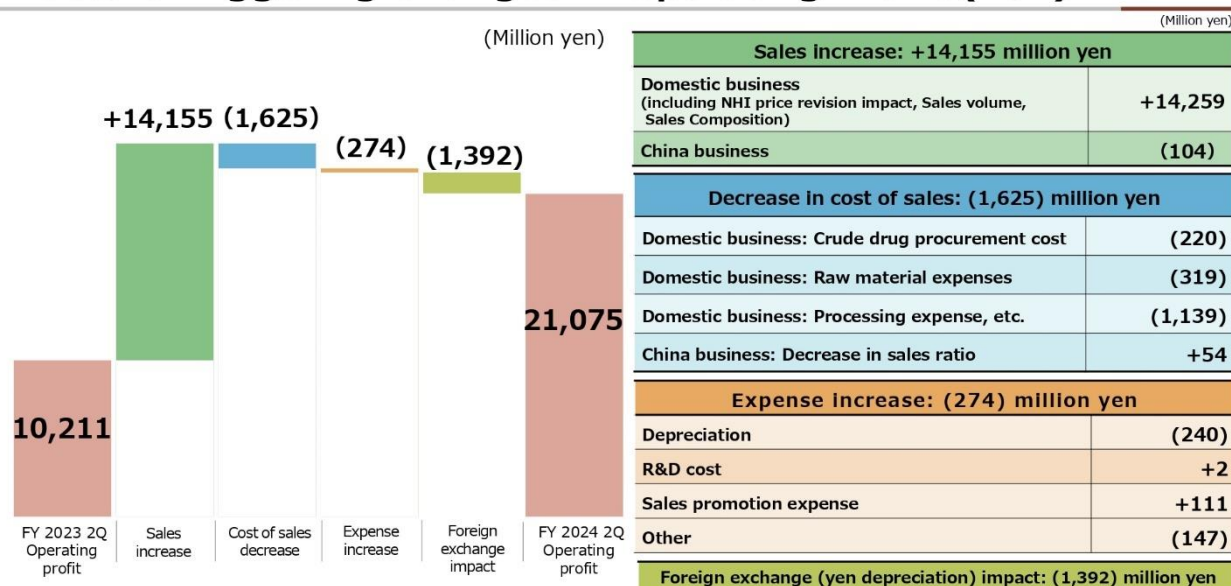 (Million yen)
(Million yen)
+14,155
(1,625)
(274)
(1,392)
10,211
21,075
FY 2023 2Q
Operating
profit
Sales
increase
Cost of sales
decrease
Expense
increase
Foreign
exchange
impact
FY 2024 2Q
Operating
profit
Sales increase: +14,155 million yen
Domestic business
(including NHI price revision impact, Sales volume,
Sales Composition)
+14,259
China business
(104)
Decrease in cost of sales: (1,625) million yen
Domestic business: Crude drug procurement cost
(220)
Domestic business: Raw material expenses
(319)
Domestic business: Processing expense, etc.
(1,139)
China business: Decrease in sales ratio
+54
Expense increase: (274) million yen
Depreciation
(240)
R&D cost
+2
Sales promotion expense
+111
Other
(147)
Foreign exchange (yen depreciation) impact: (1,392) million yen